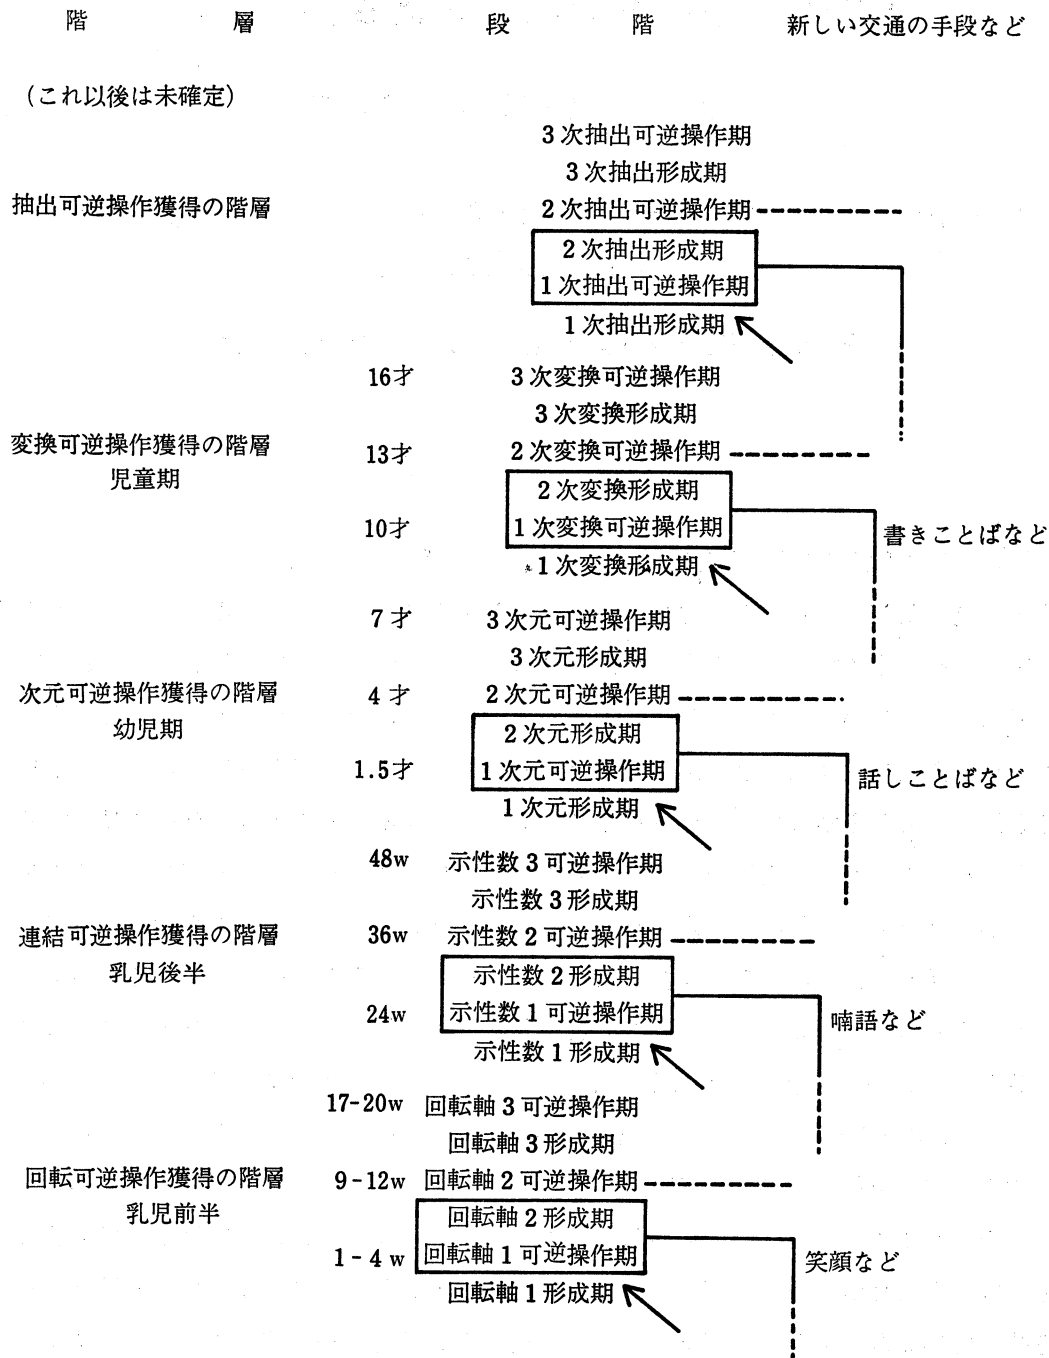 階 層 段 階 新しい交通の手段など
（これ以後は未確定）
3次抽出可逆操作期
3次抽出形成期
抽出可逆操作獲得の階層 2次抽出可逆操作期
2次抽出形成期
1次抽出可逆操作期
1次抽出形成期
16才 3次変換可逆操作期
3次変換形成期
変換可逆操作獲得の階層 13才 2次変換可逆操作期
児童期 2次変換形成期
10才 1次変換可逆操作期 書きことばなど
1次変換形成期
7才 3次元可逆操作期
3次元形成期
次元可逆操作獲得の階層 4才 2次元可逆操作期
幼児期 2次元形成期
1.5才 1次元可逆操作期 話しことばなど
1次元形成期
48w 示性数3可逆操作期
示性数3形成期
連結可逆操作獲得の階層 36w 示性数2可逆操作期
乳児後半 示性数2形成期
24w 示性数1可逆操作期 喃語など
示性数1形成期
17-20w 回転軸3可逆操作期
回転軸3形成期
回転可逆操作獲得の階層 9-12w 回転軸2可逆操作期
乳児前半 回転軸2形成期
1-4w 回転軸1可逆操作期 笑顔など
回転軸1形成期